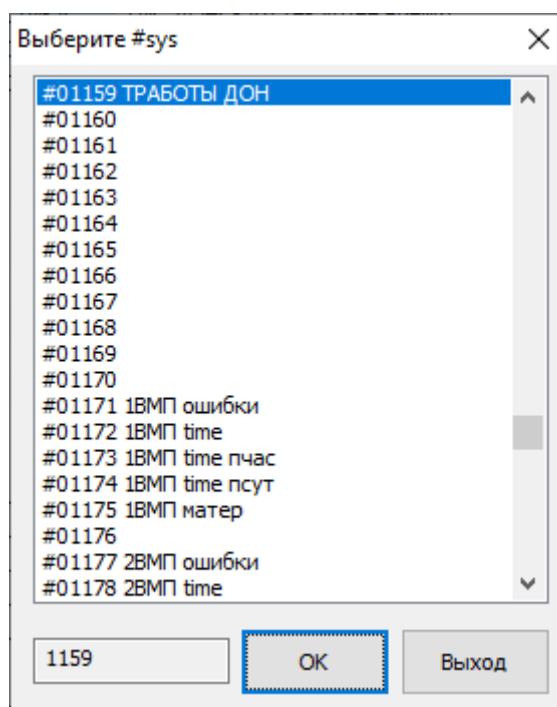 Выберите #sys
#01159 ТРАБОТЫ ДОН
#01160
#01161
#01162
#01163
#01164
#01165
#01166
#01167
#01168
#01169
#01170
#01171 1ВМП ошибки
#01172 1ВМП time
#01173 1ВМП time пчас
#01174 1ВМП time псут
#01175 1ВМП матер
#01176
#01177 2ВМП ошибки
#01178 2ВМП time
1159
ОК
Выход